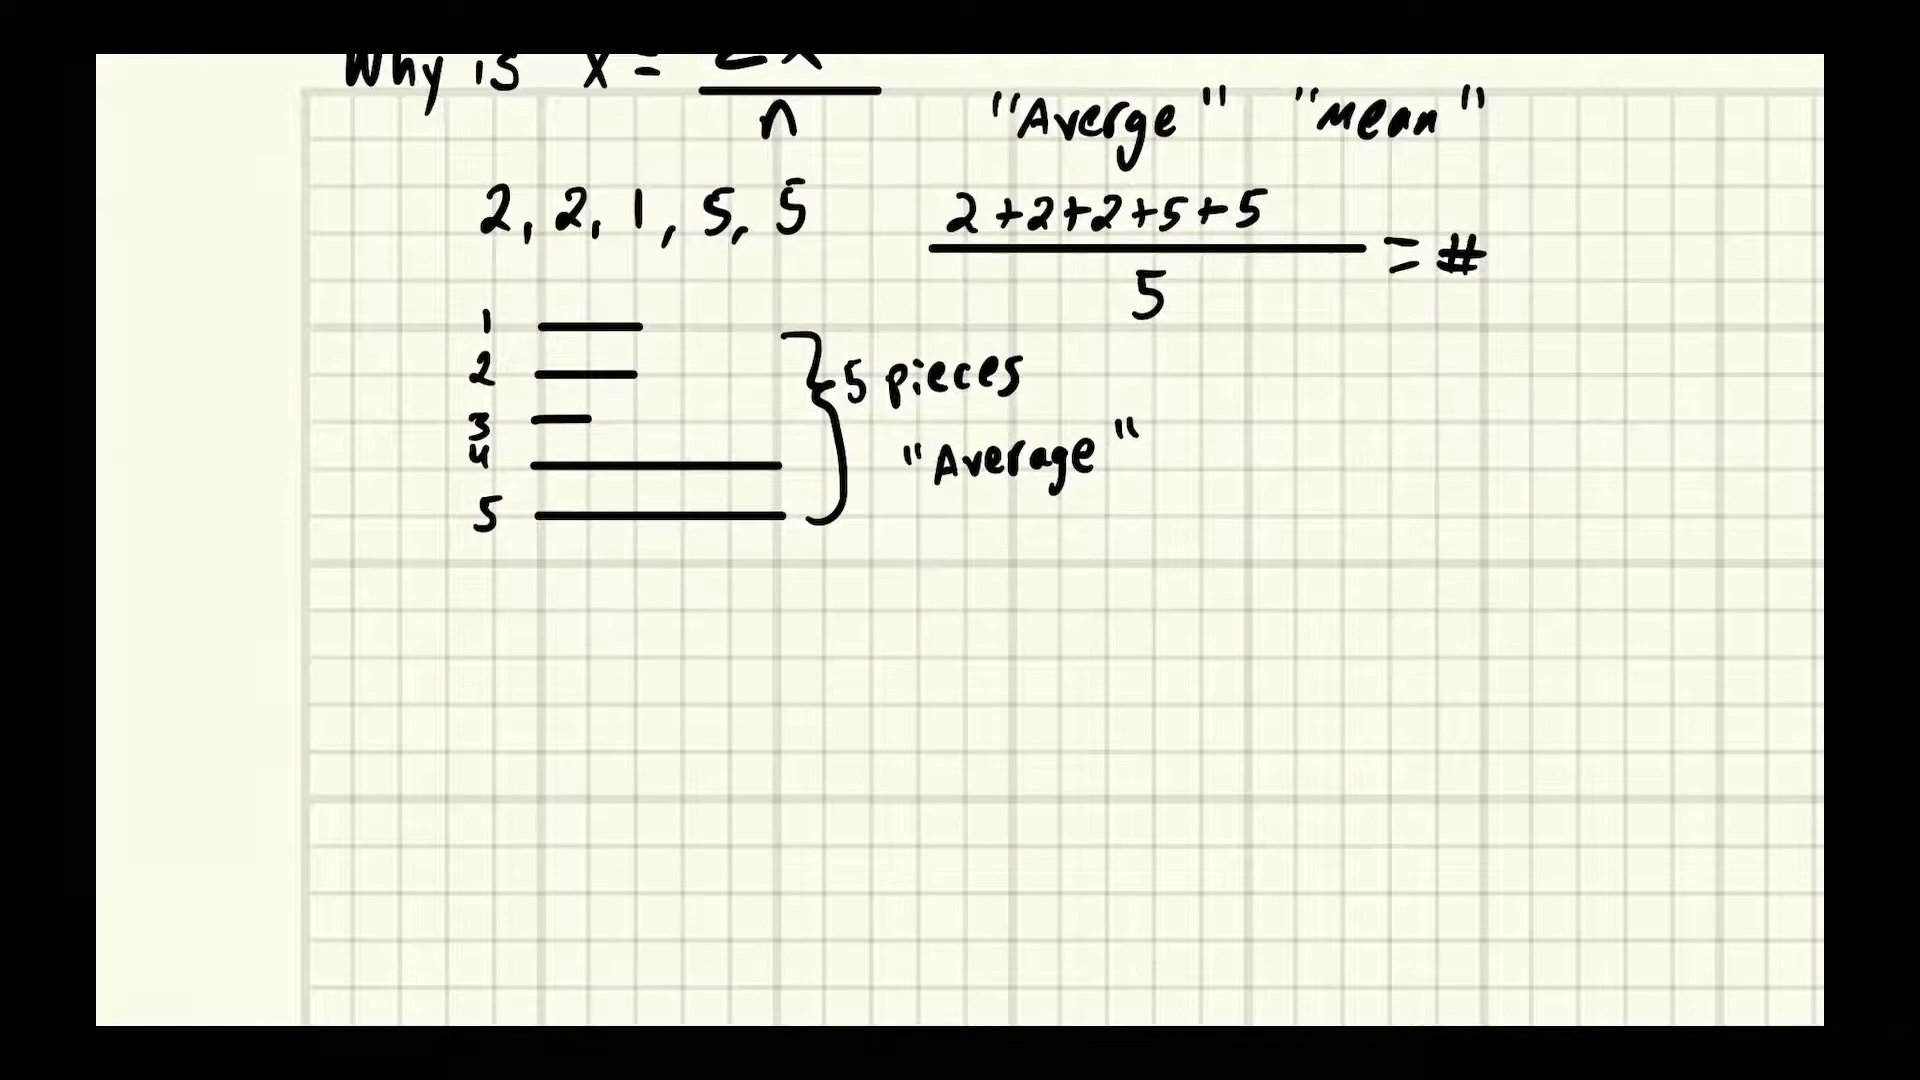 Why is x =
n
"Averge" "mean"
2, 2, 1, 5, 5
2+2+2+5+5
5
= #
1
2
3
4
5
5 pieces
"Average"